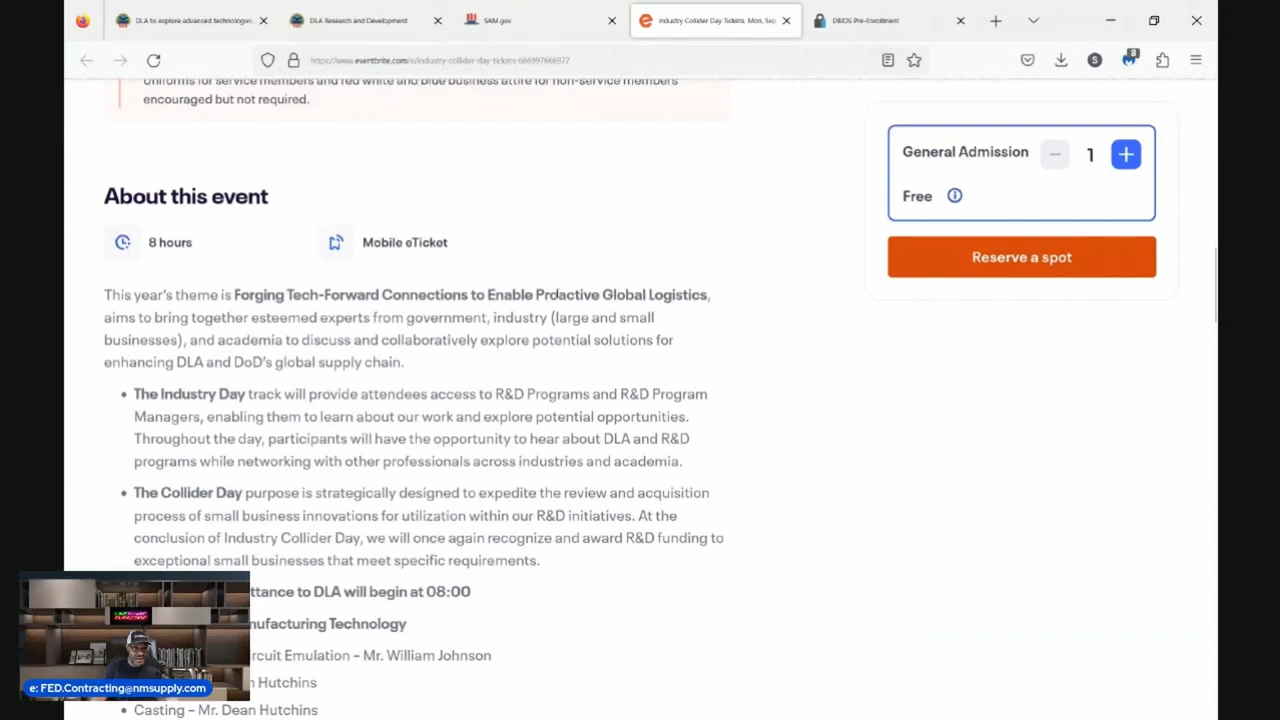 DLA to explore advanced technologies
DLA Research and Development
SAM.gov
Industry Collider Day Tickets, Mon, Sep
DBIDS Pre-Enrollment
https://www.eventbrite.com/e/industry-collider-day-tickets-666997666977
S
8
Uniforms for service members and red white and blue business attire for non-service members
encouraged but not required.
General Admission
1
Free
Reserve a spot
About this event
8 hours
Mobile eTicket
This year's theme is Forging Tech-Forward Connections to Enable Proactive Global Logistics,
aims to bring together esteemed experts from government, industry (large and small
businesses), and academia to discuss and collaboratively explore potential solutions for
enhancing DLA and DoD's global supply chain.
• The Industry Day track will provide attendees access to R&D Programs and R&D Program
Managers, enabling them to learn about our work and explore potential opportunities.
Throughout the day, participants will have the opportunity to hear about DLA and R&D
programs while networking with other professionals across industries and academia.
• The Collider Day purpose is strategically designed to expedite the review and acquisition
process of small business innovations for utilization within our R&D initiatives. At the
conclusion of Industry Collider Day, we will once again recognize and award R&D funding to
exceptional small businesses that meet specific requirements.
ttance to DLA will begin at 08:00
nufacturing Technology
rcuit Emulation – Mr. William Johnson
n Hutchins
• Casting – Mr. Dean Hutchins
e: FED.Contracting@nmsupply.com